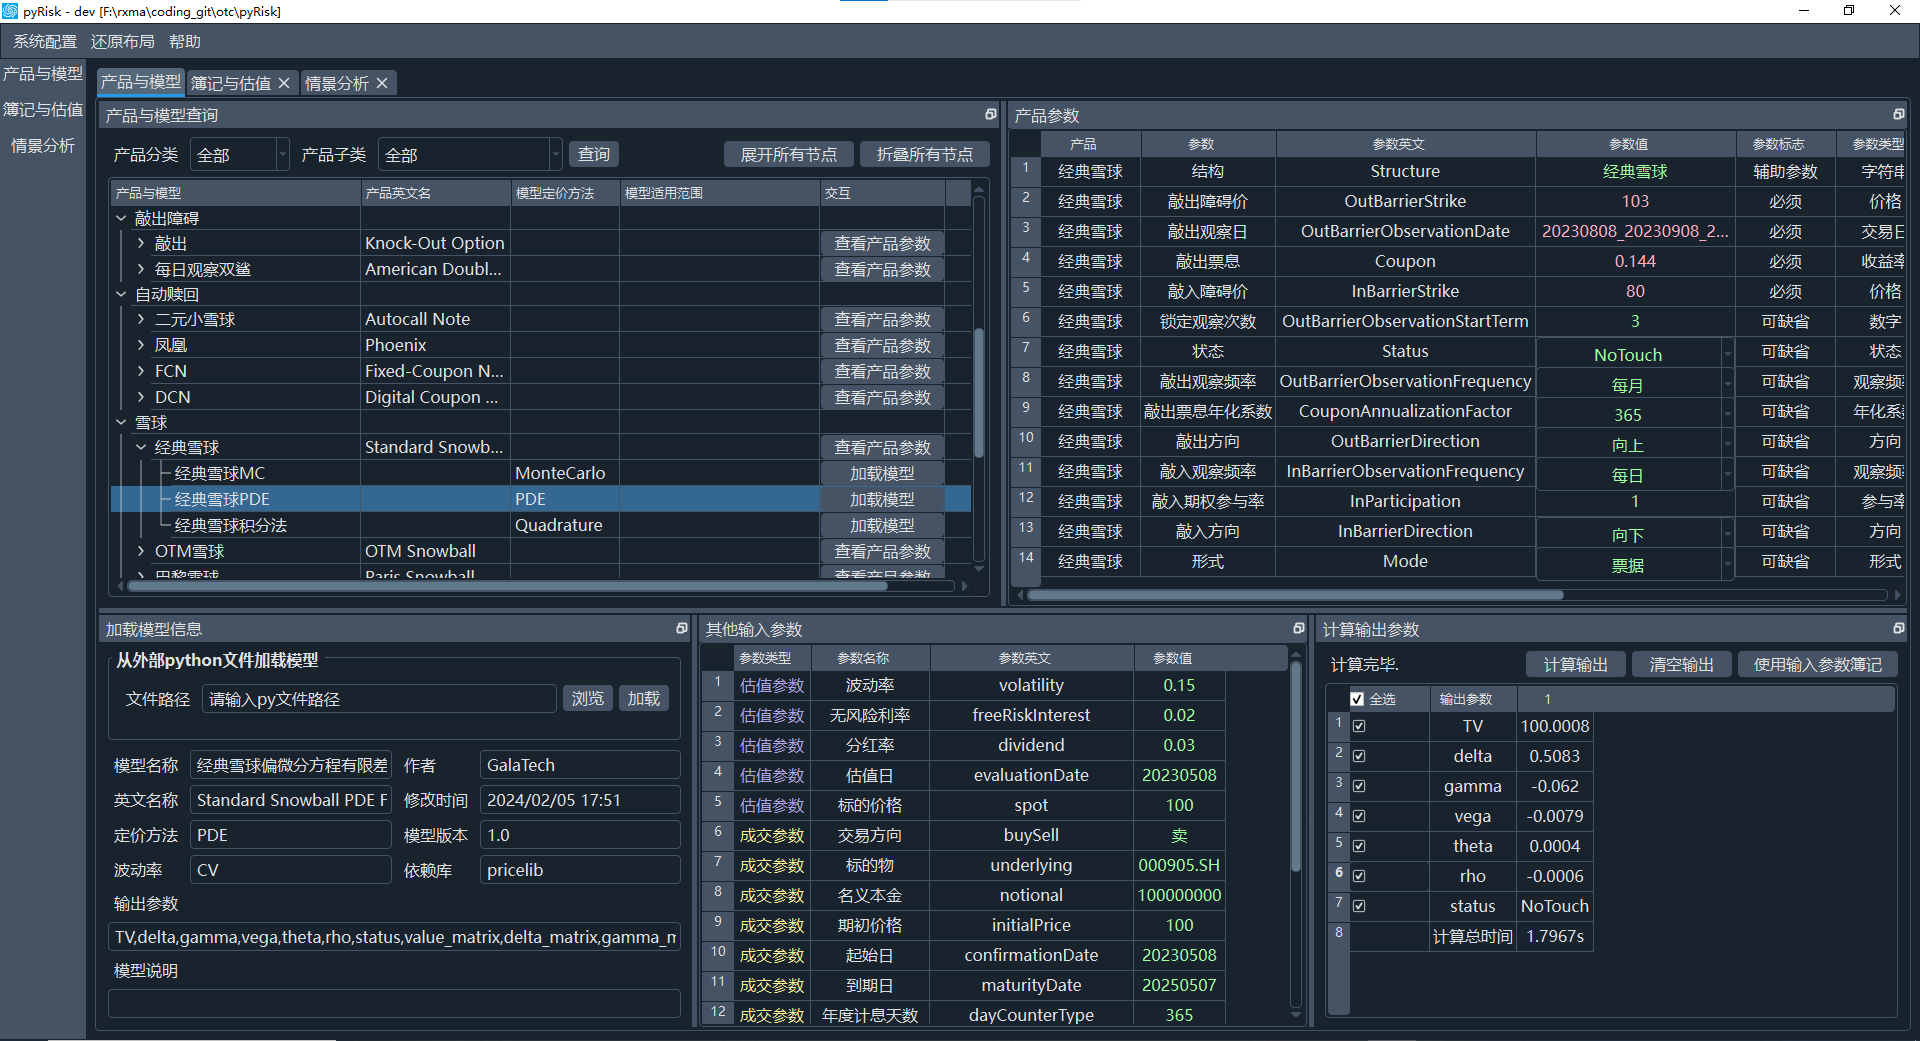 pyRisk - dev [F:\rxma\coding_git\otc\pyRisk]
系统配置 还原布局 帮助
产品与模型
簿记与估值
情景分析
产品与模型 簿记与估值 情景分析
产品与模型查询
产品分类 全部 产品子类 全部 查询 展开所有节点 折叠所有节点
产品与模型 产品英文名 模型定价方法 模型适用范围 交互
敲出障碍
敲出 Knock-Out Option 查看产品参数
每日观察双鲨 American Doubl... 查看产品参数
自动赎回
二元小雪球 Autocall Note 查看产品参数
凤凰 Phoenix 查看产品参数
FCN Fixed-Coupon N... 查看产品参数
DCN Digital Coupon ... 查看产品参数
雪球
经典雪球 Standard Snowb... 查看产品参数
经典雪球MC MonteCarlo 加载模型
经典雪球PDE PDE 加载模型
经典雪球积分法 Quadrature 加载模型
OTM雪球 OTM Snowball 查看产品参数
巴黎雪球 Paris Snowball 查看产品参数
产品参数
产品 参数 参数英文 参数值 参数标志 参数类型
1 经典雪球 结构 Structure 经典雪球 辅助参数 字符串
2 经典雪球 敲出障碍价 OutBarrierStrike 103 必须 价格
3 经典雪球 敲出观察日 OutBarrierObservationDate 20230808_20230908_2... 必须 交易日
4 经典雪球 敲出票息 Coupon 0.144 必须 收益率
5 经典雪球 敲入障碍价 InBarrierStrike 80 必须 价格
6 经典雪球 锁定观察次数 OutBarrierObservationStartTerm 3 可缺省 数字
7 经典雪球 状态 Status NoTouch 可缺省 状态
8 经典雪球 敲出观察频率 OutBarrierObservationFrequency 每月 可缺省 观察频
9 经典雪球 敲出票息年化系数 CouponAnnualizationFactor 365 可缺省 年化系
10 经典雪球 敲出方向 OutBarrierDirection 向上 可缺省 方向
11 经典雪球 敲入观察频率 InBarrierObservationFrequency 每日 可缺省 观察频
12 经典雪球 敲入期权参与率 InParticipation 1 可缺省 参与率
13 经典雪球 敲入方向 InBarrierDirection 向下 可缺省 方向
14 经典雪球 形式 Mode 票据 可缺省 形式
加载模型信息
从外部python文件加载模型
文件路径 请输入py文件路径 浏览 加载
模型名称 经典雪球偏微分方程有限差 作者 GalaTech
英文名称 Standard Snowball PDE F 修改时间 2024/02/05 17:51
定价方法 PDE 模型版本 1.0
波动率 CV 依赖库 pricelib
输出参数
TV,delta,gamma,vega,theta,rho,status,value_matrix,delta_matrix,gamma_m
模型说明
其他输入参数
参数类型 参数名称 参数英文 参数值
1 估值参数 波动率 volatility 0.15
2 估值参数 无风险利率 freeRiskInterest 0.02
3 估值参数 分红率 dividend 0.03
4 估值参数 估值日 evaluationDate 20230508
5 估值参数 标的价格 spot 100
6 成交参数 交易方向 buySell 卖
7 成交参数 标的物 underlying 000905.SH
8 成交参数 名义本金 notional 100000000
9 成交参数 期初价格 initialPrice 100
10 成交参数 起始日 confirmationDate 20230508
11 成交参数 到期日 maturityDate 20250507
12 成交参数 年度计息天数 dayCounterType 365
计算输出参数
计算完毕. 计算输出 清空输出 使用输入参数簿记
全选 输出参数 1
1 TV 100.0008
2 delta 0.5083
3 gamma -0.062
4 vega -0.0079
5 theta 0.0004
6 rho -0.0006
7 status NoTouch
8 计算总时间 1.7967s